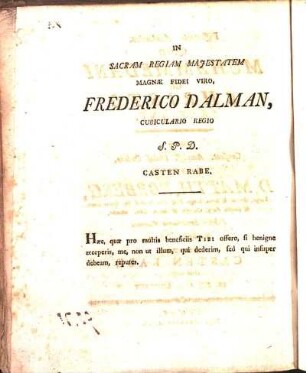 IN
SACRAM REGIAM MAJESTATEM
MAGNÆ FIDEI VIRO,
FREDERICO DALMAN,
CUBICULARIO REGIO
S. P. D.
CASTEN RABE.
Hæc, quæ pro multis beneficiis TIBI offero, si benigne
acceperis, me, non ut illum, qui dederim, sed qui insuper
debeam, reputes.